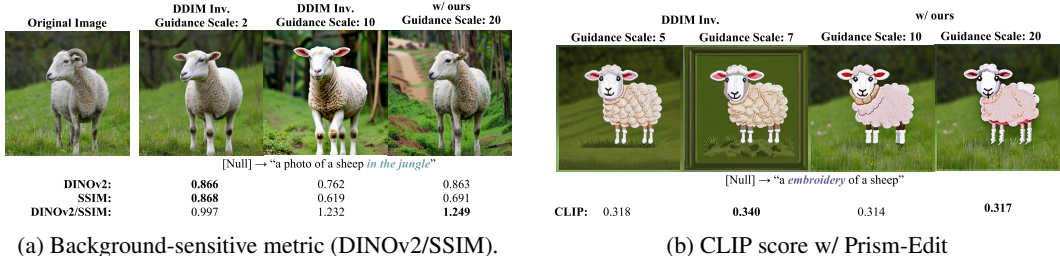 Original Image
DDIM Inv.
Guidance Scale: 2
DDIM Inv.
Guidance Scale: 10
w/ ours
Guidance Scale: 20
[Null] → “a photo of a sheep in the jungle”
DINOv2: 0.866 0.762 0.863
SSIM: 0.868 0.619 0.691
DINOv2/SSIM: 0.997 1.232 1.249
(a) Background-sensitive metric (DINOv2/SSIM).
DDIM Inv. w/ ours
Guidance Scale: 5 Guidance Scale: 7 Guidance Scale: 10 Guidance Scale: 20
[Null] → “a embroidery of a sheep”
CLIP: 0.318 0.340 0.314 0.317
(b) CLIP score w/ Prism-Edit